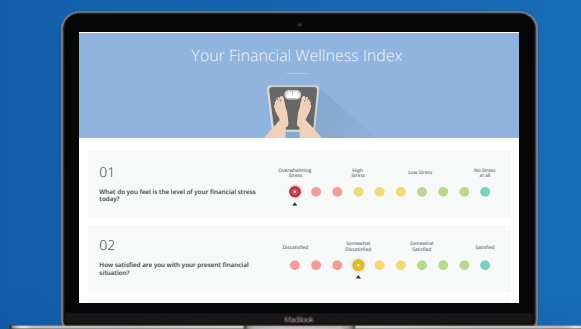 Your Financial Wellness Index
01
Overwhelming
Stress
High
Stress
Low Stress
No Stress
at all
What do you feel is the level of your financial stress
today?
02
Dissatisfied
Somewhat
Dissatisfied
Somewhat
Satisfied
Satisfied
How satisfied are you with your present financial
situation?
MacBook